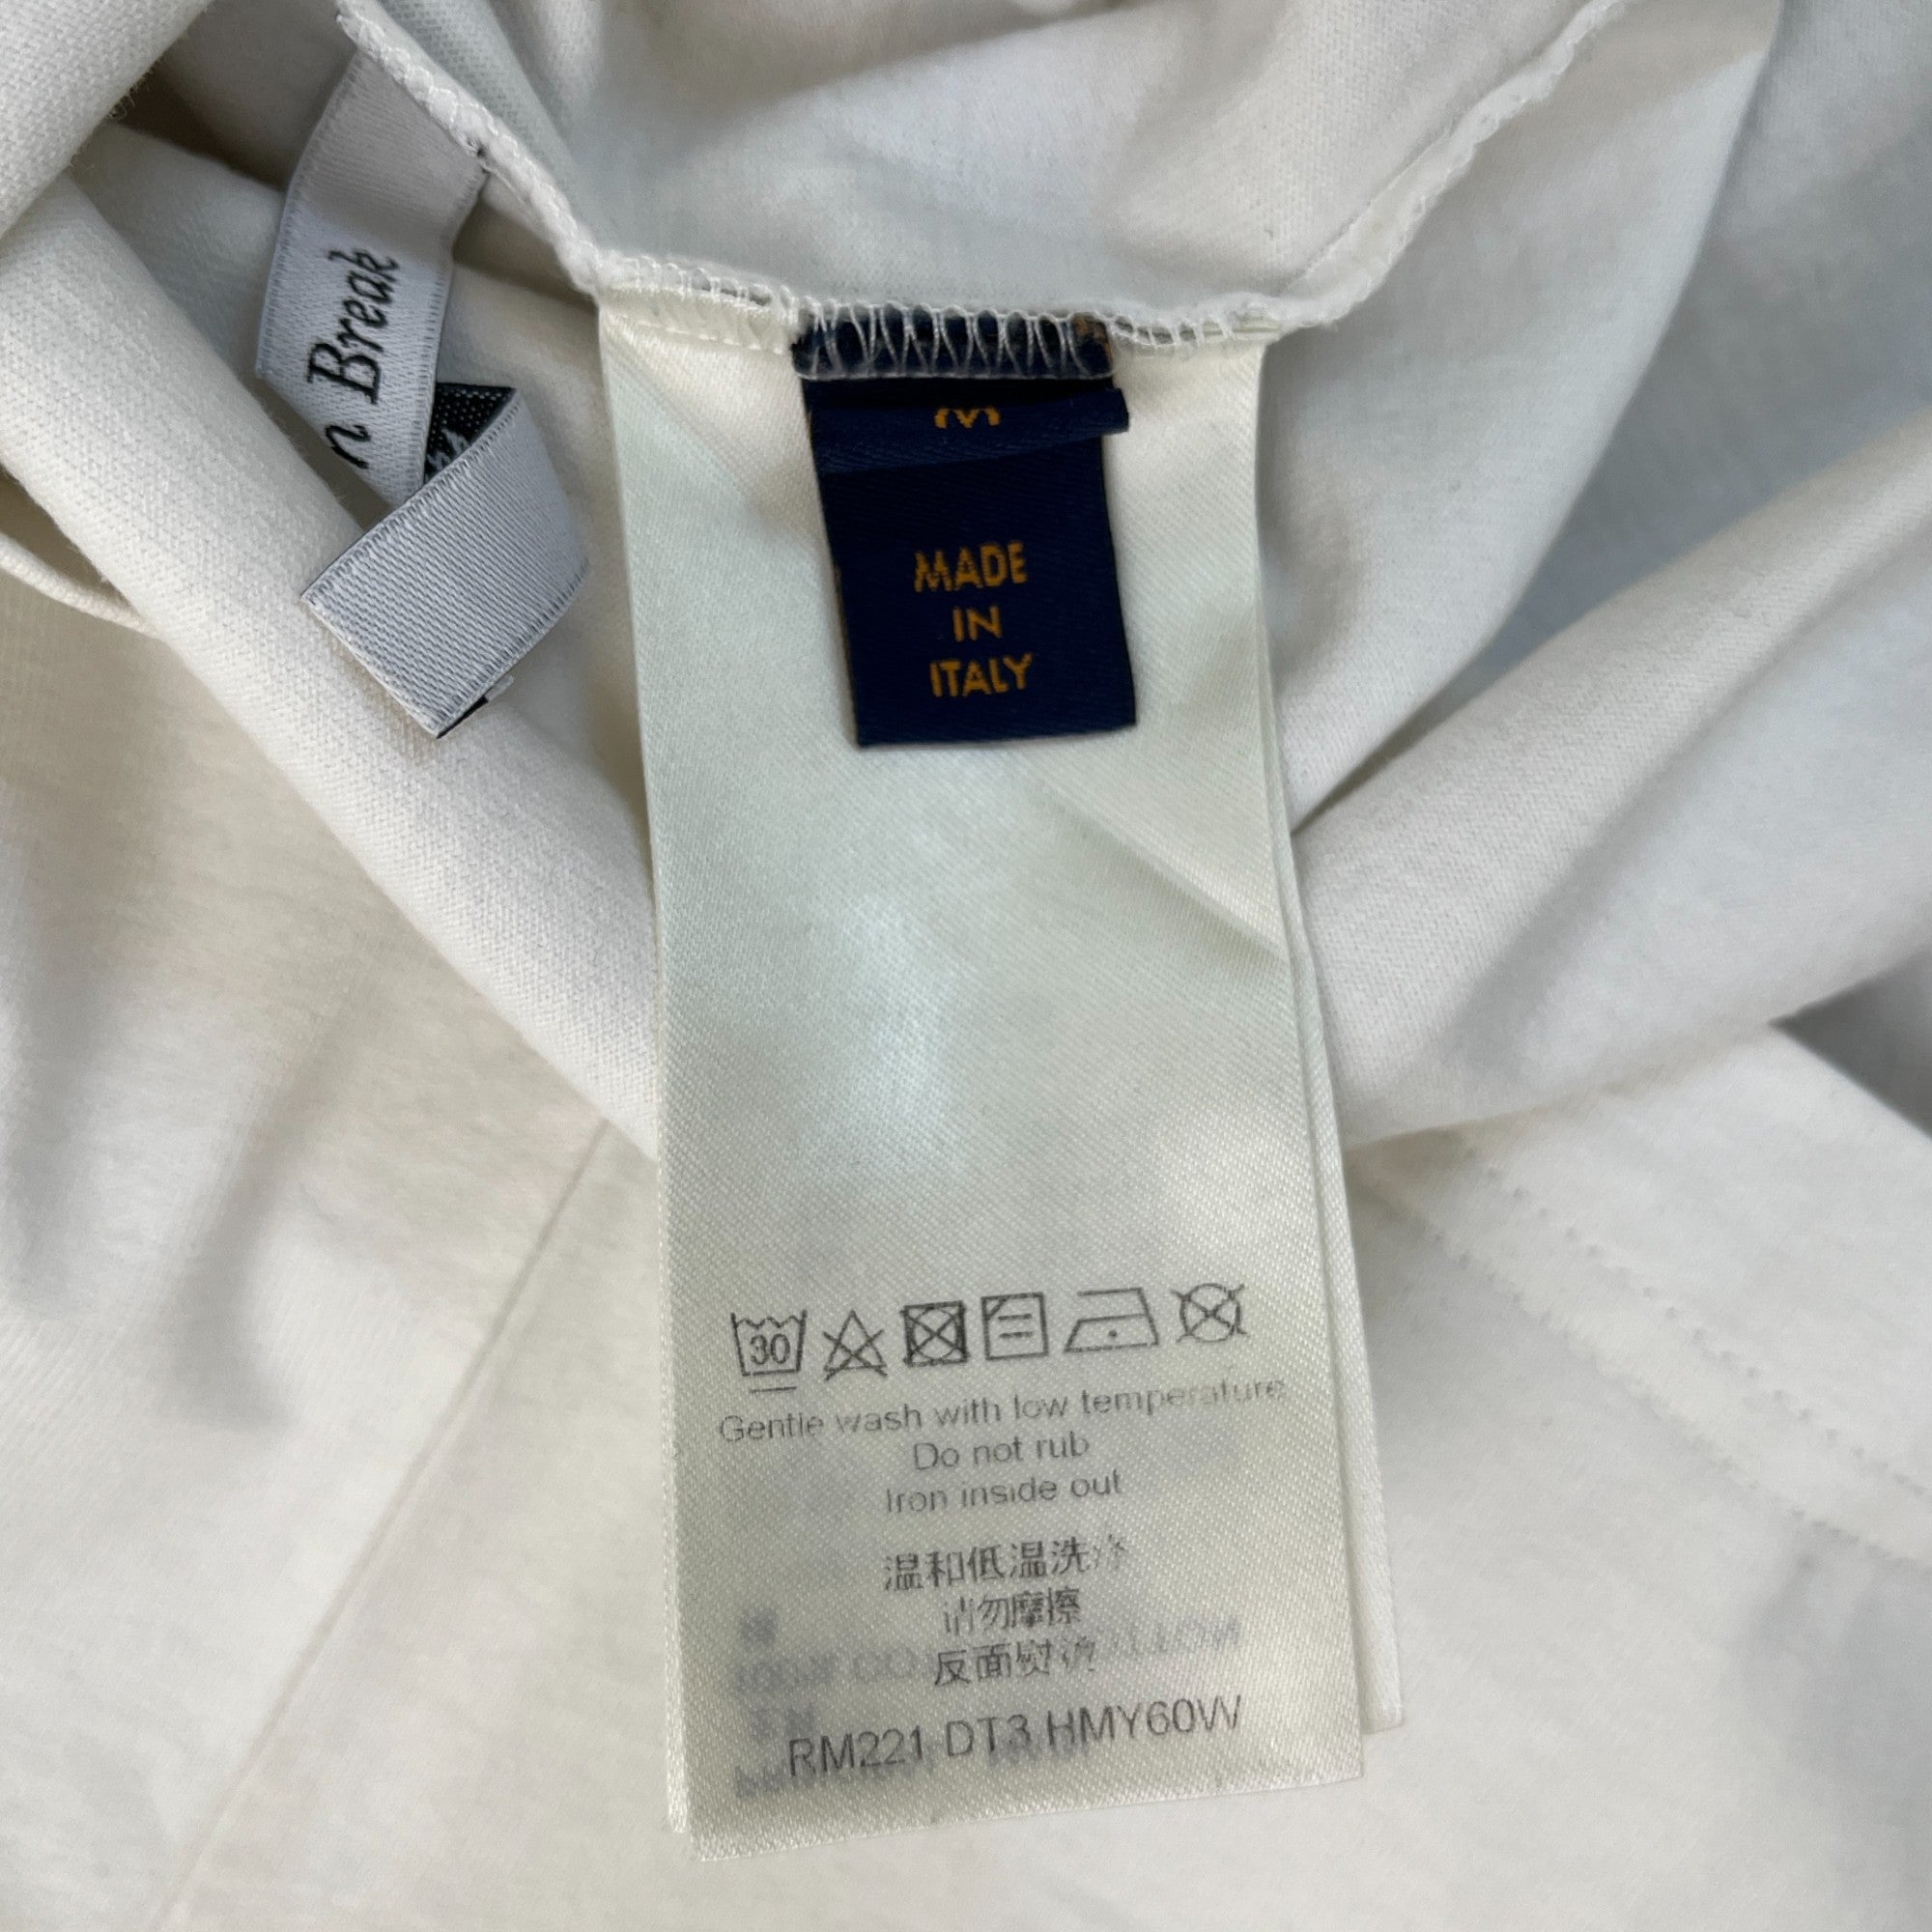 n Break
MADE
IN
ITALY
30
Gentle wash with low temperature
Do not rub
Iron inside out
温和低温洗水
请勿摩擦
反面熨烫
RM221 DT3 HMY60W